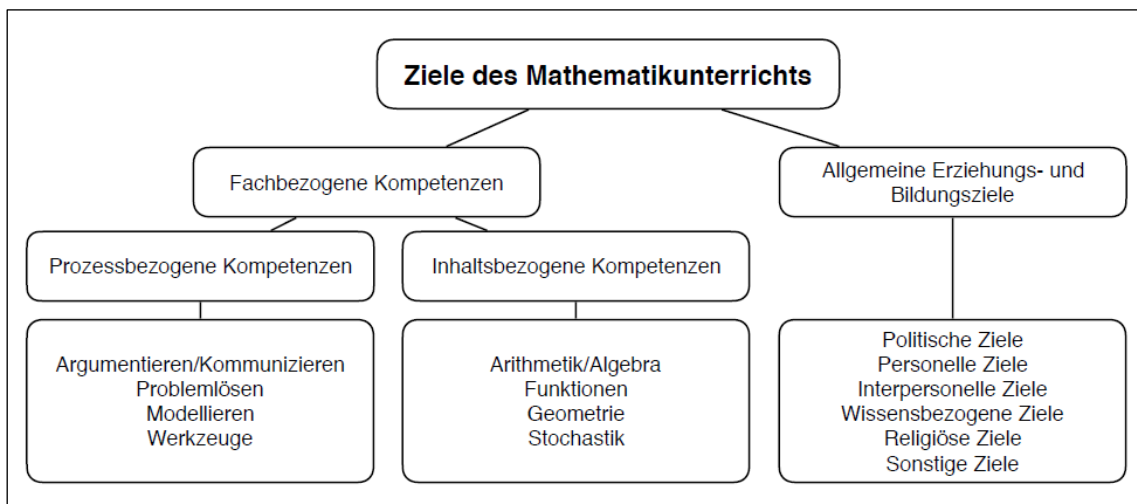 Ziele des Mathematikunterrichts
Fachbezogene Kompetenzen
Allgemeine Erziehungs- und
Bildungsziele
Prozessbezogene Kompetenzen
Inhaltsbezogene Kompetenzen
Argumentieren/Kommunizieren
Problemlösen
Modellieren
Werkzeuge
Arithmetik/Algebra
Funktionen
Geometrie
Stochastik
Politische Ziele
Personelle Ziele
Interpersonelle Ziele
Wissensbezogene Ziele
Religiöse Ziele
Sonstige Ziele